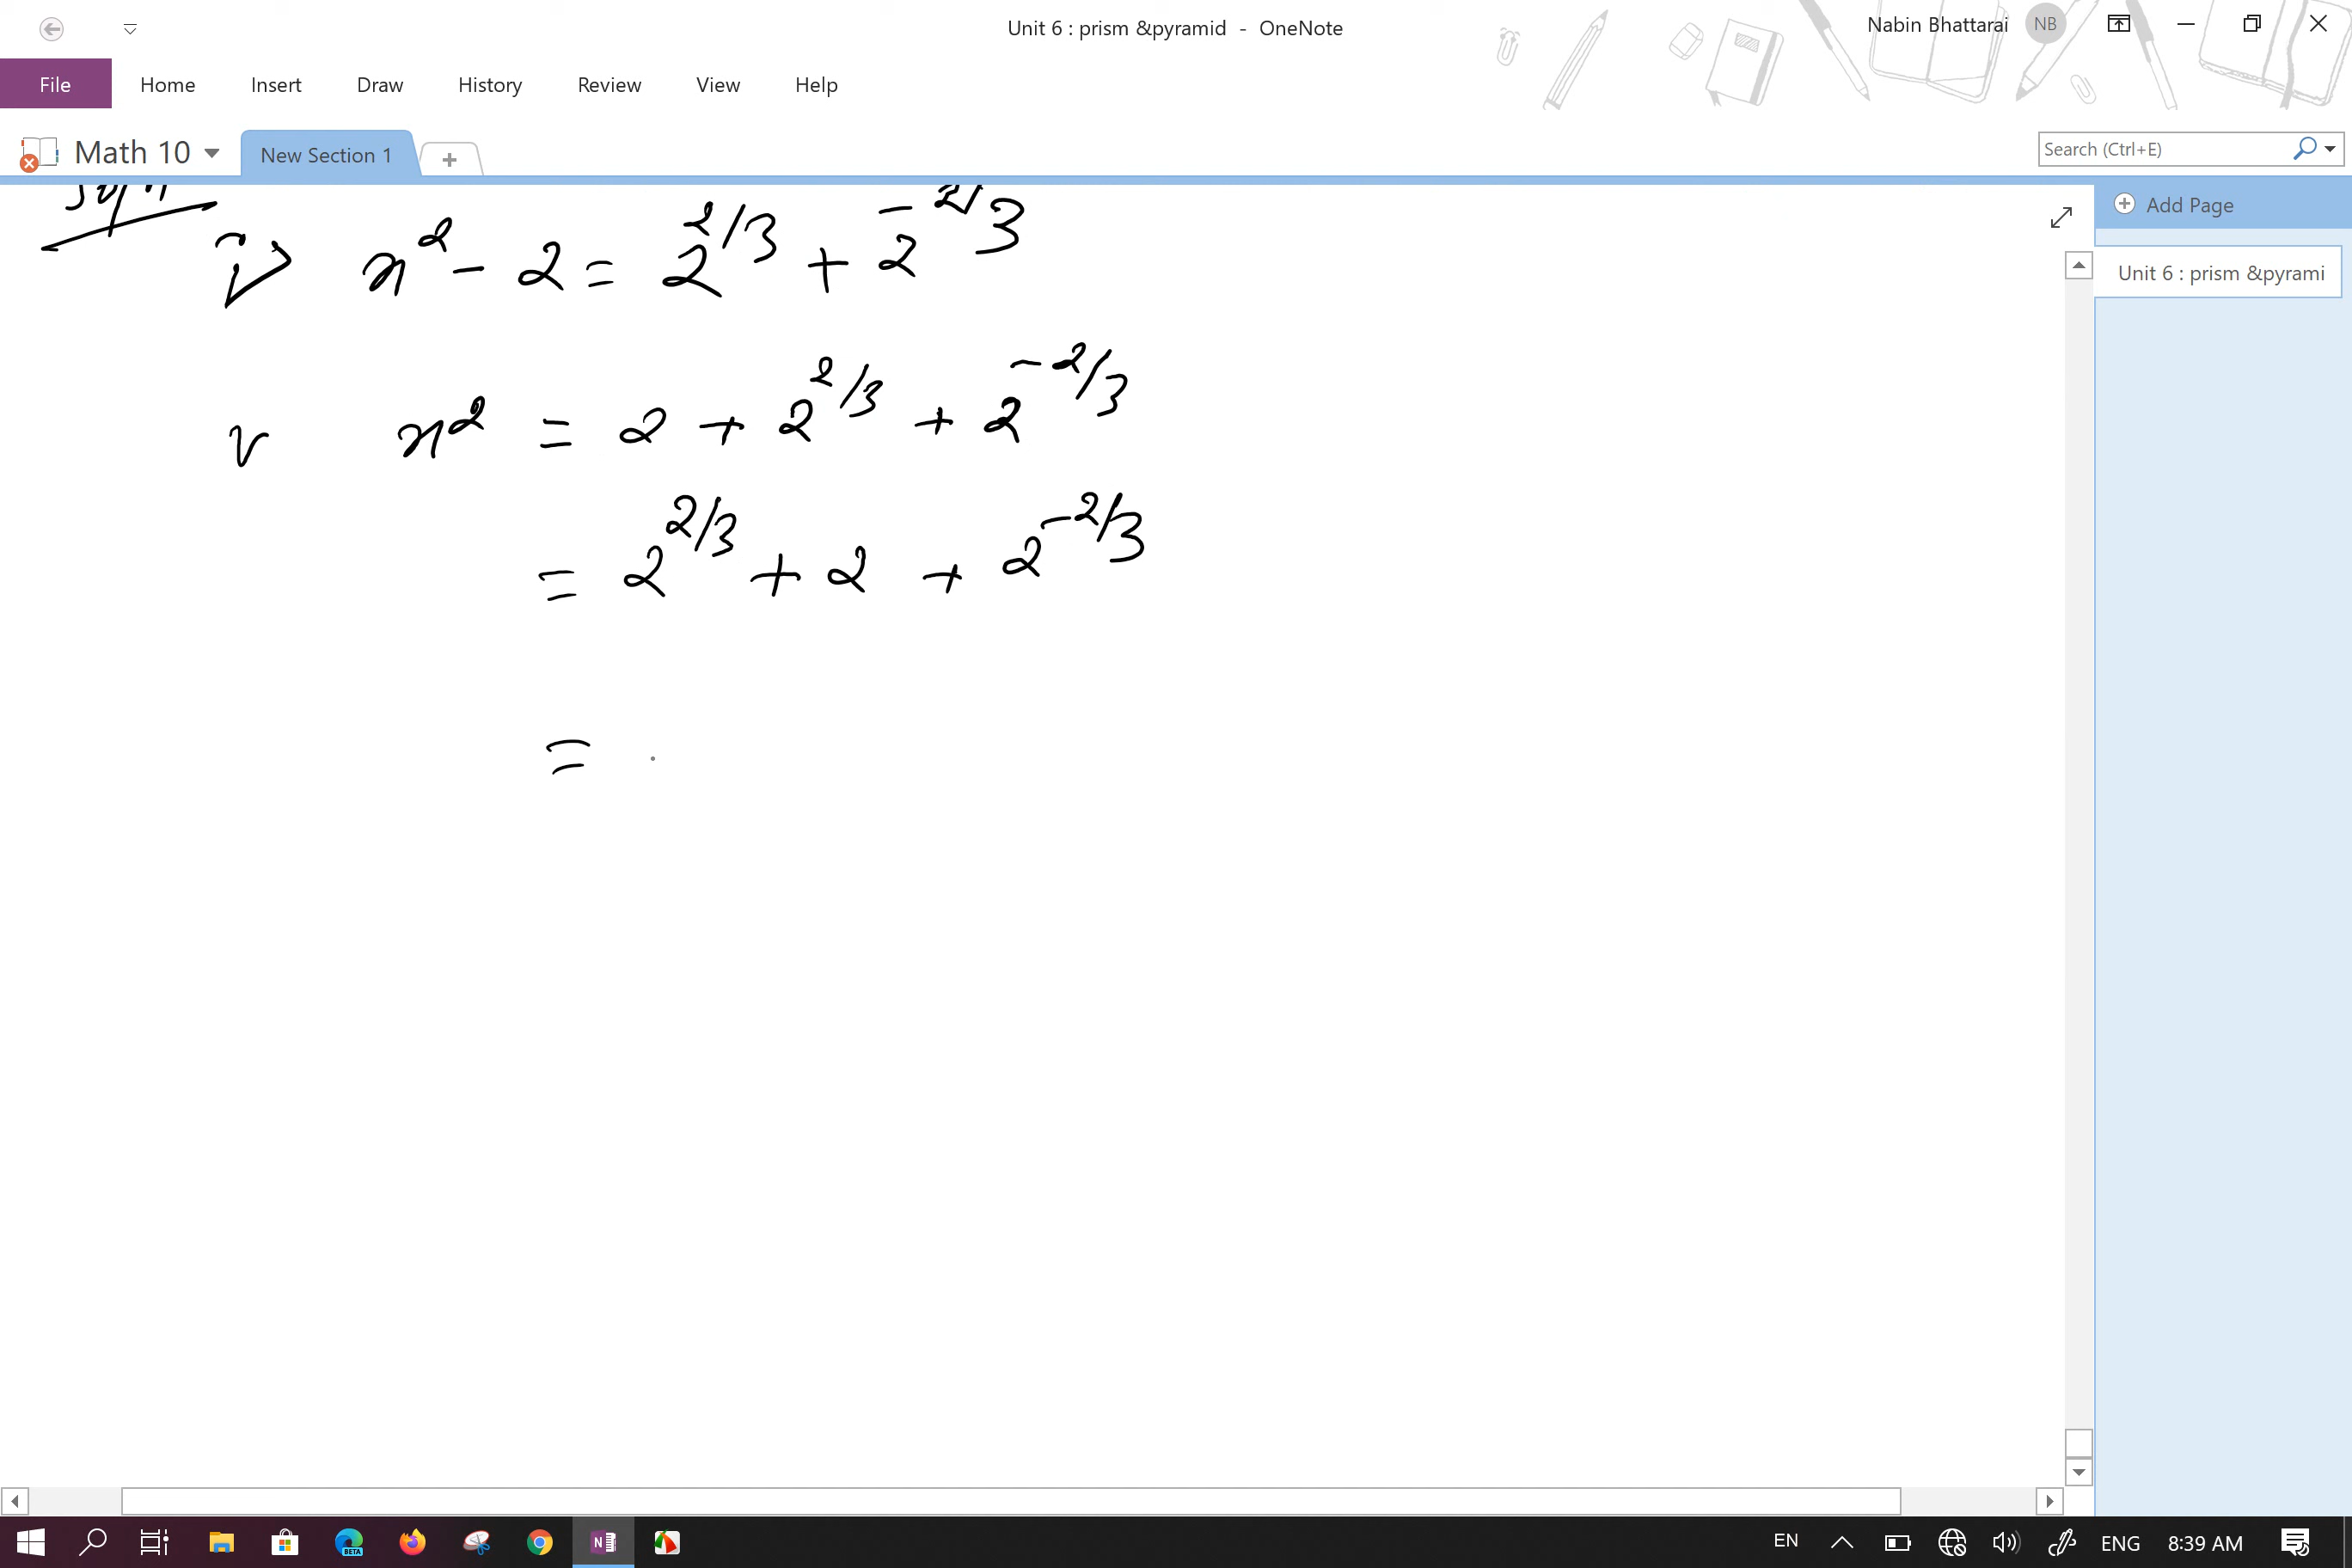 Unit 6 : prism &pyramid - OneNote
Nabin Bhattarai NB
File Home Insert Draw History Review View Help
Math 10 New Section 1 +
Search (Ctrl+E)
Add Page
Unit 6 : prism &pyrami
x² - 2 = 2^{2/3} + 2^{-2/3}
x² = 2 + 2^{2/3} + 2^{-2/3}
= 2^{2/3} + 2 + 2^{-2/3}
=
BETA
N
EN ENG 8:39 AM